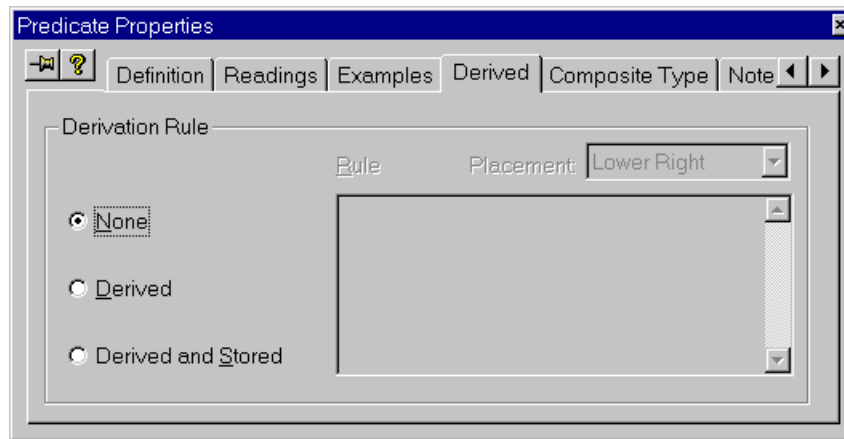 Predicate Properties
Definition Readings Examples Derived Composite Type Note
Derivation Rule
Rule Placement: Lower Right
None
Derived
Derived and Stored